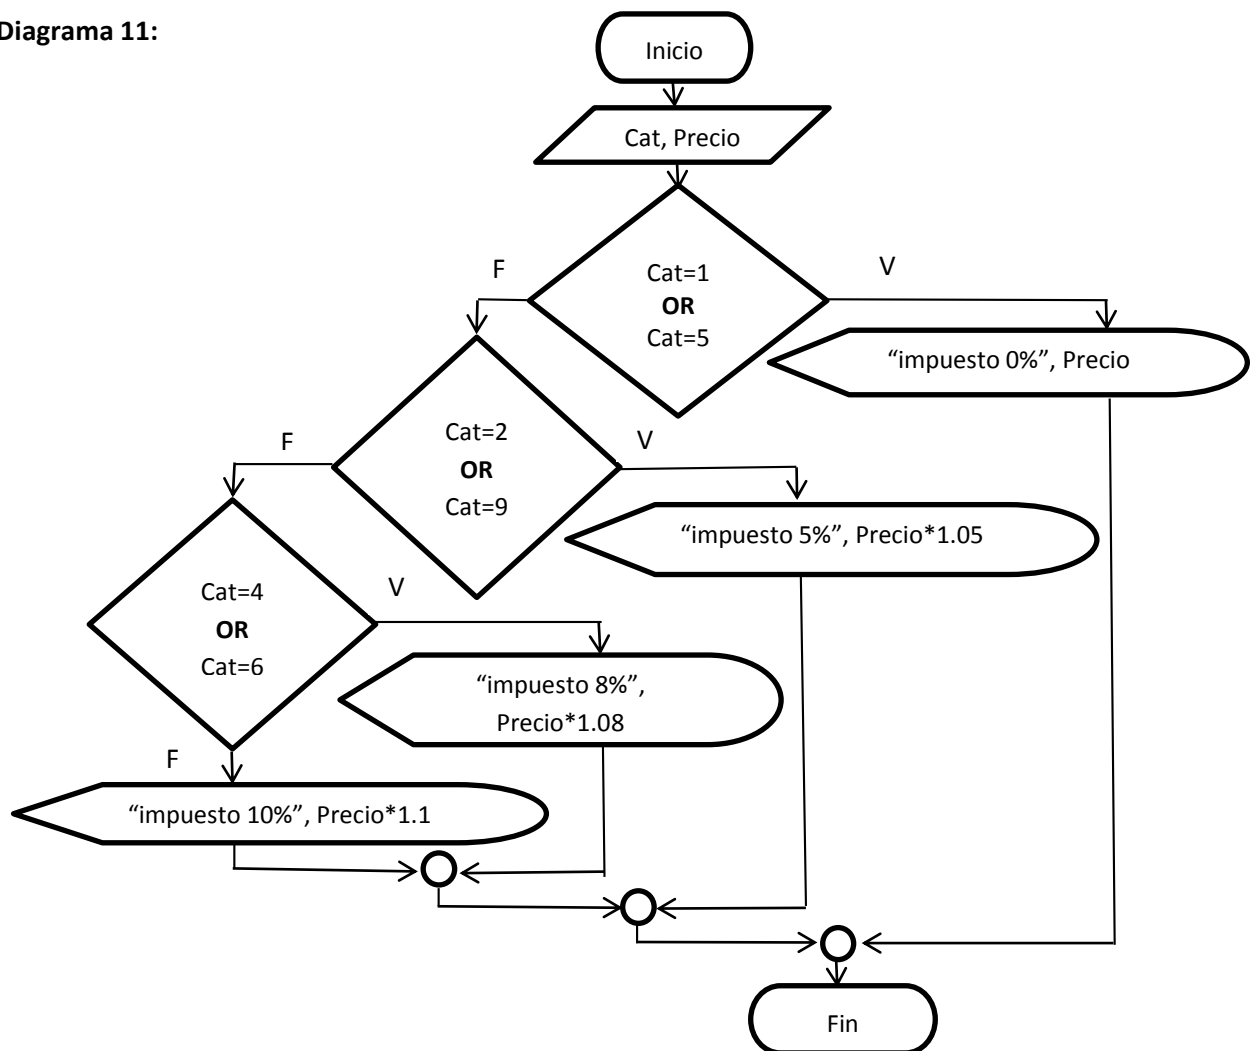 Diagrama 11:
Inicio
Cat, Precio
F
V
Cat=1
OR
Cat=5
“impuesto 0%”, Precio
F
V
Cat=2
OR
Cat=9
“impuesto 5%”, Precio*1.05
V
Cat=4
OR
Cat=6
“impuesto 8%”,
Precio*1.08
F
“impuesto 10%”, Precio*1.1
Fin